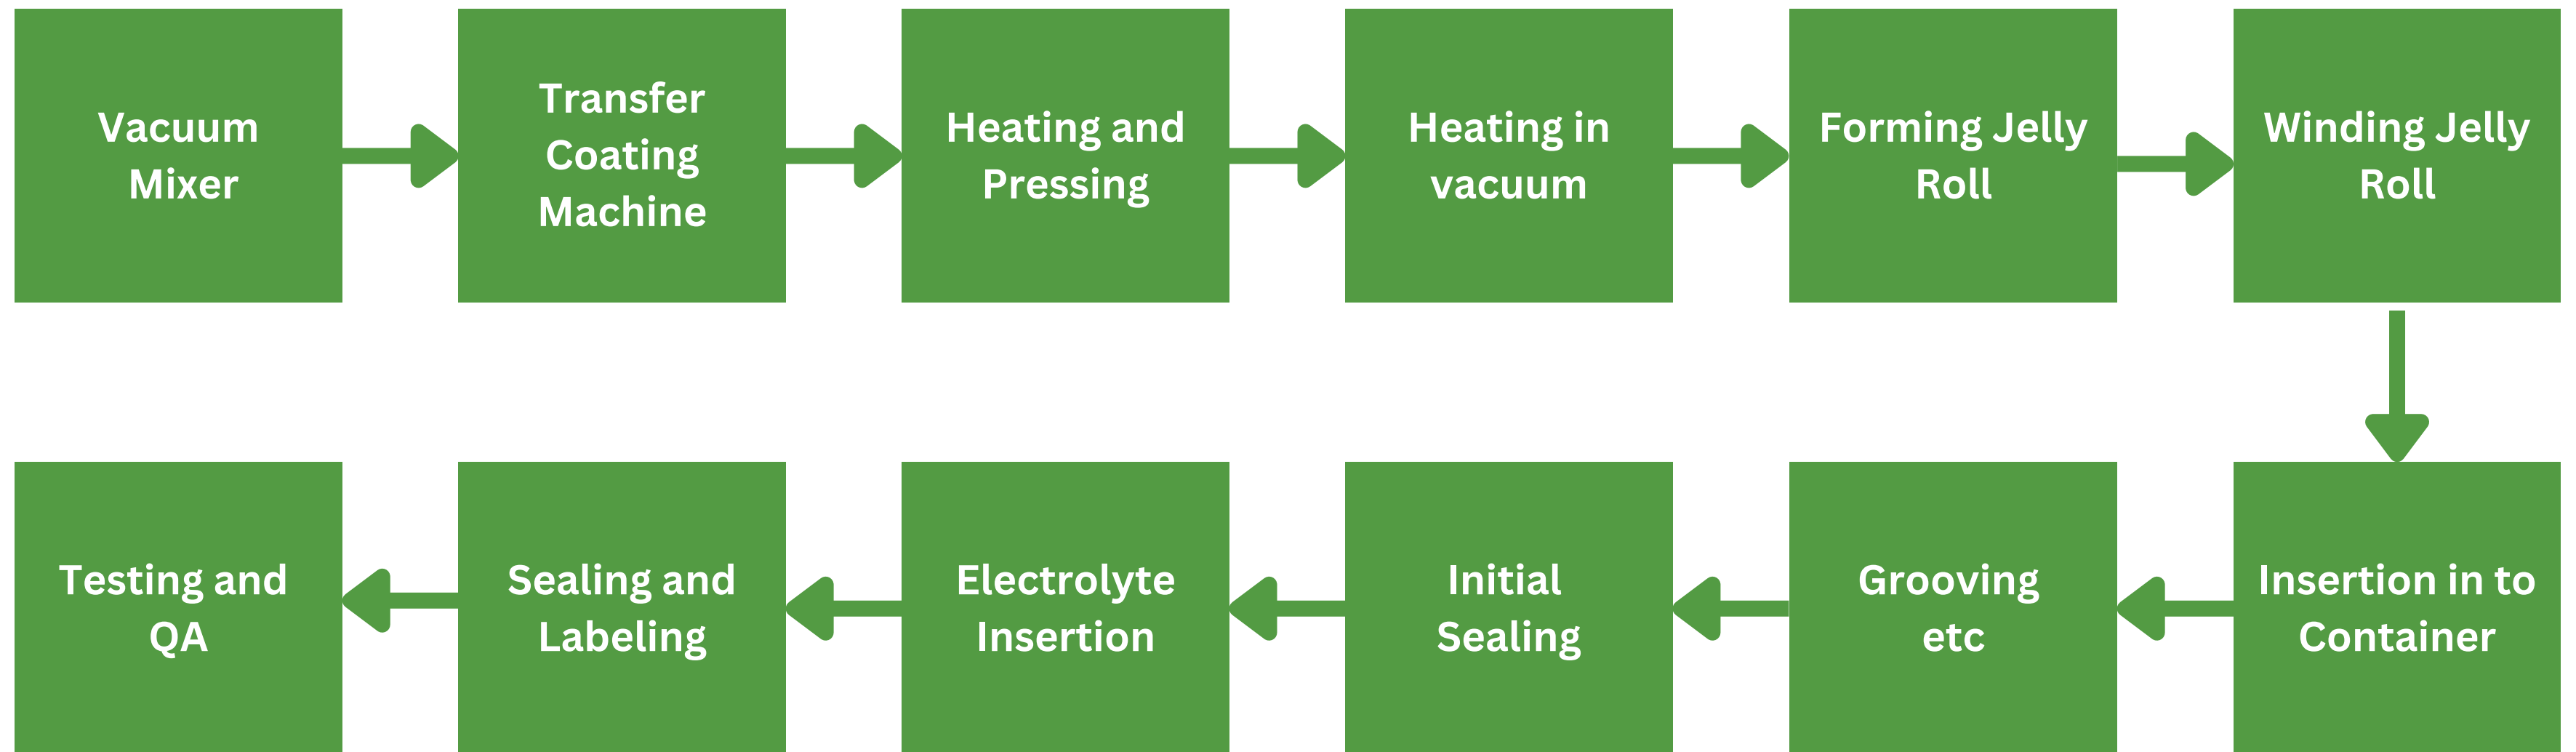 Vacuum
Mixer
Transfer
Coating
Machine
Heating and
Pressing
Heating in
vacuum
Forming Jelly
Roll
Winding Jelly
Roll
Insertion in to
Container
Grooving
etc
Initial
Sealing
Electrolyte
Insertion
Sealing and
Labeling
Testing and
QA